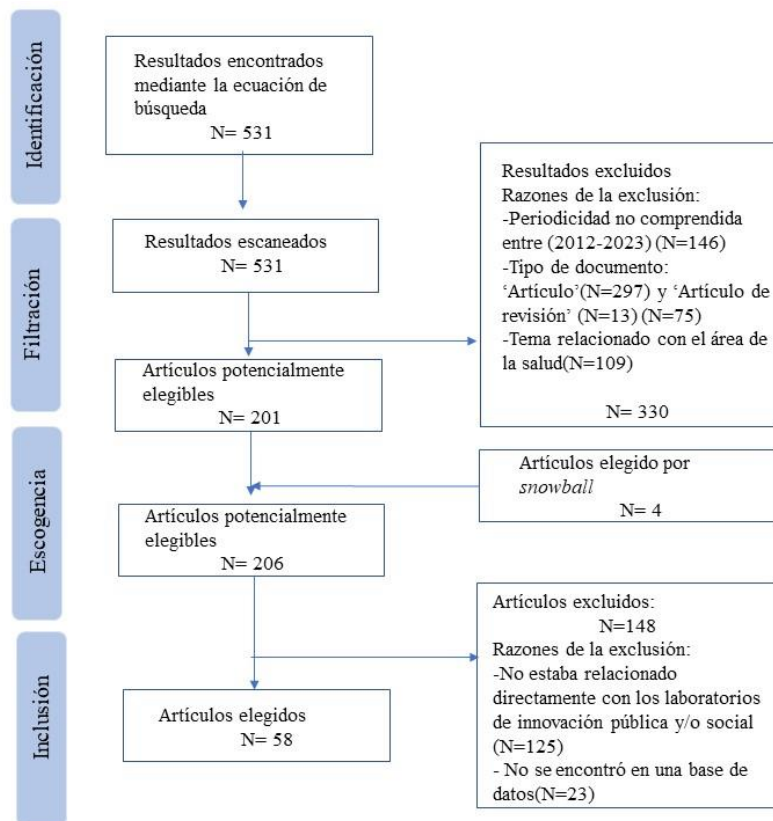 Identificación
Resultados encontrados
mediante la ecuación de
búsqueda
N= 531
Filtración
Resultados escaneados
N= 531
Resultados excluidos
Razones de la exclusión:
-Periodicidad no comprendida
entre (2012-2023) (N=146)
-Tipo de documento:
‘Artículo’(N=297) y ‘Artículo de
revisión’ (N=13) (N=75)
-Tema relacionado con el área de
la salud(N=109)
N= 330
Artículos potencialmente
elegibles
N= 201
Escogencia
Artículos elegido por
snowball
N= 4
Artículos potencialmente
elegibles
N= 206
Artículos excluidos:
N=148
Razones de la exclusión:
-No estaba relacionado
directamente con los laboratorios
de innovación pública y/o social
(N=125)
- No se encontró en una base de
datos(N=23)
Inclusión
Artículos elegidos
N= 58